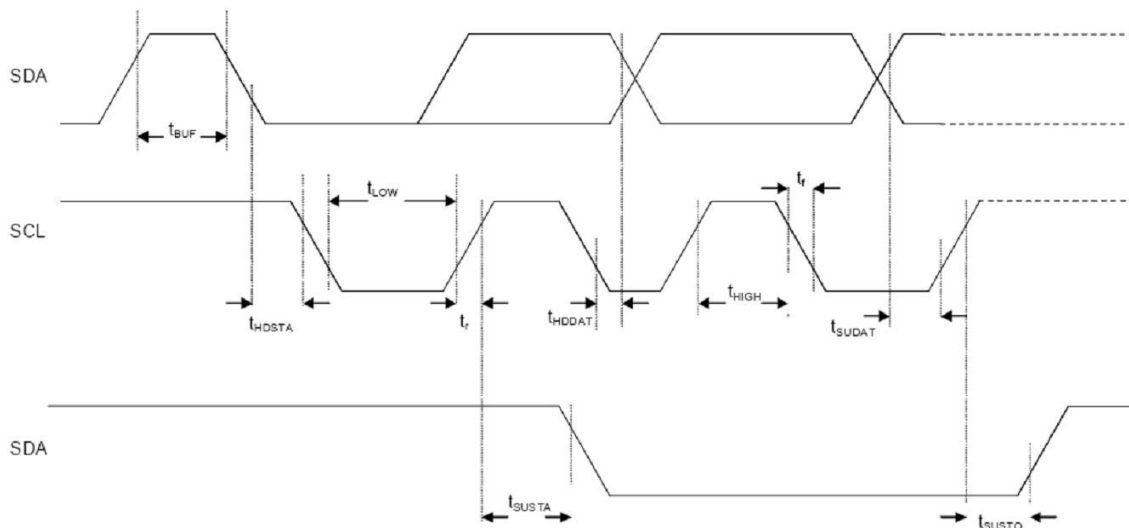 SDA
tBUF
tLOW
tf
SCL
tHDSTA
tr
tHDDAT
tHIGH
tSUDAT
SDA
tSUSTA
tSUSTO